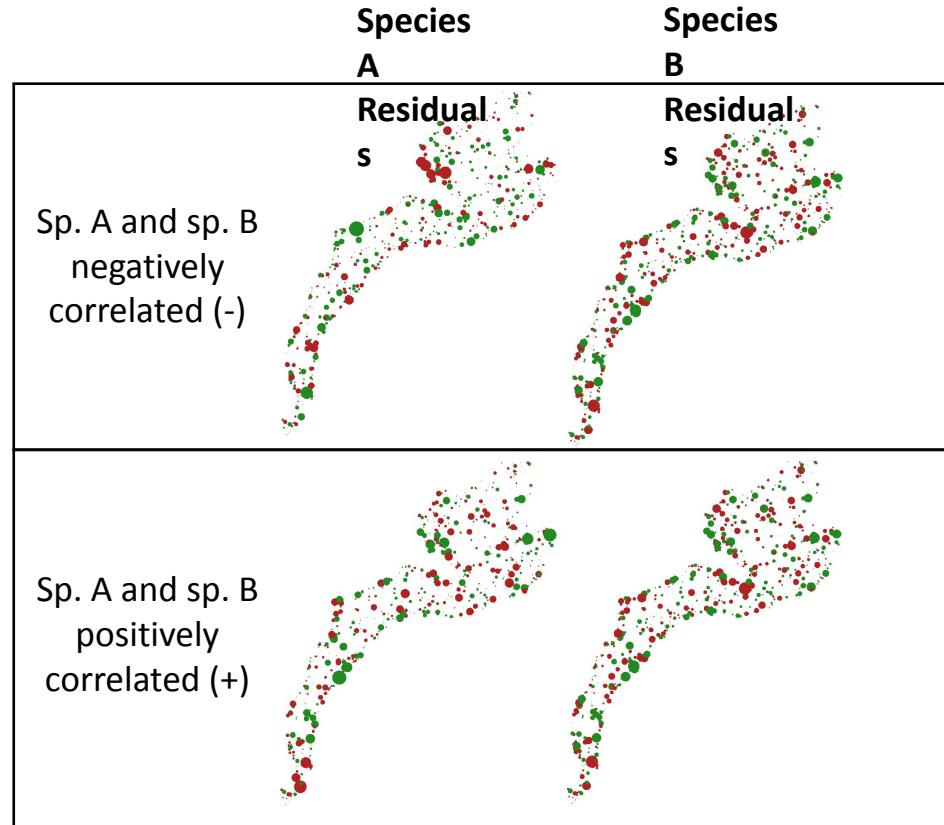 Species
A
Residual
s
Species
B
Residual
s
Sp. A and sp. B
negatively
correlated (-)
Sp. A and sp. B
positively
correlated (+)